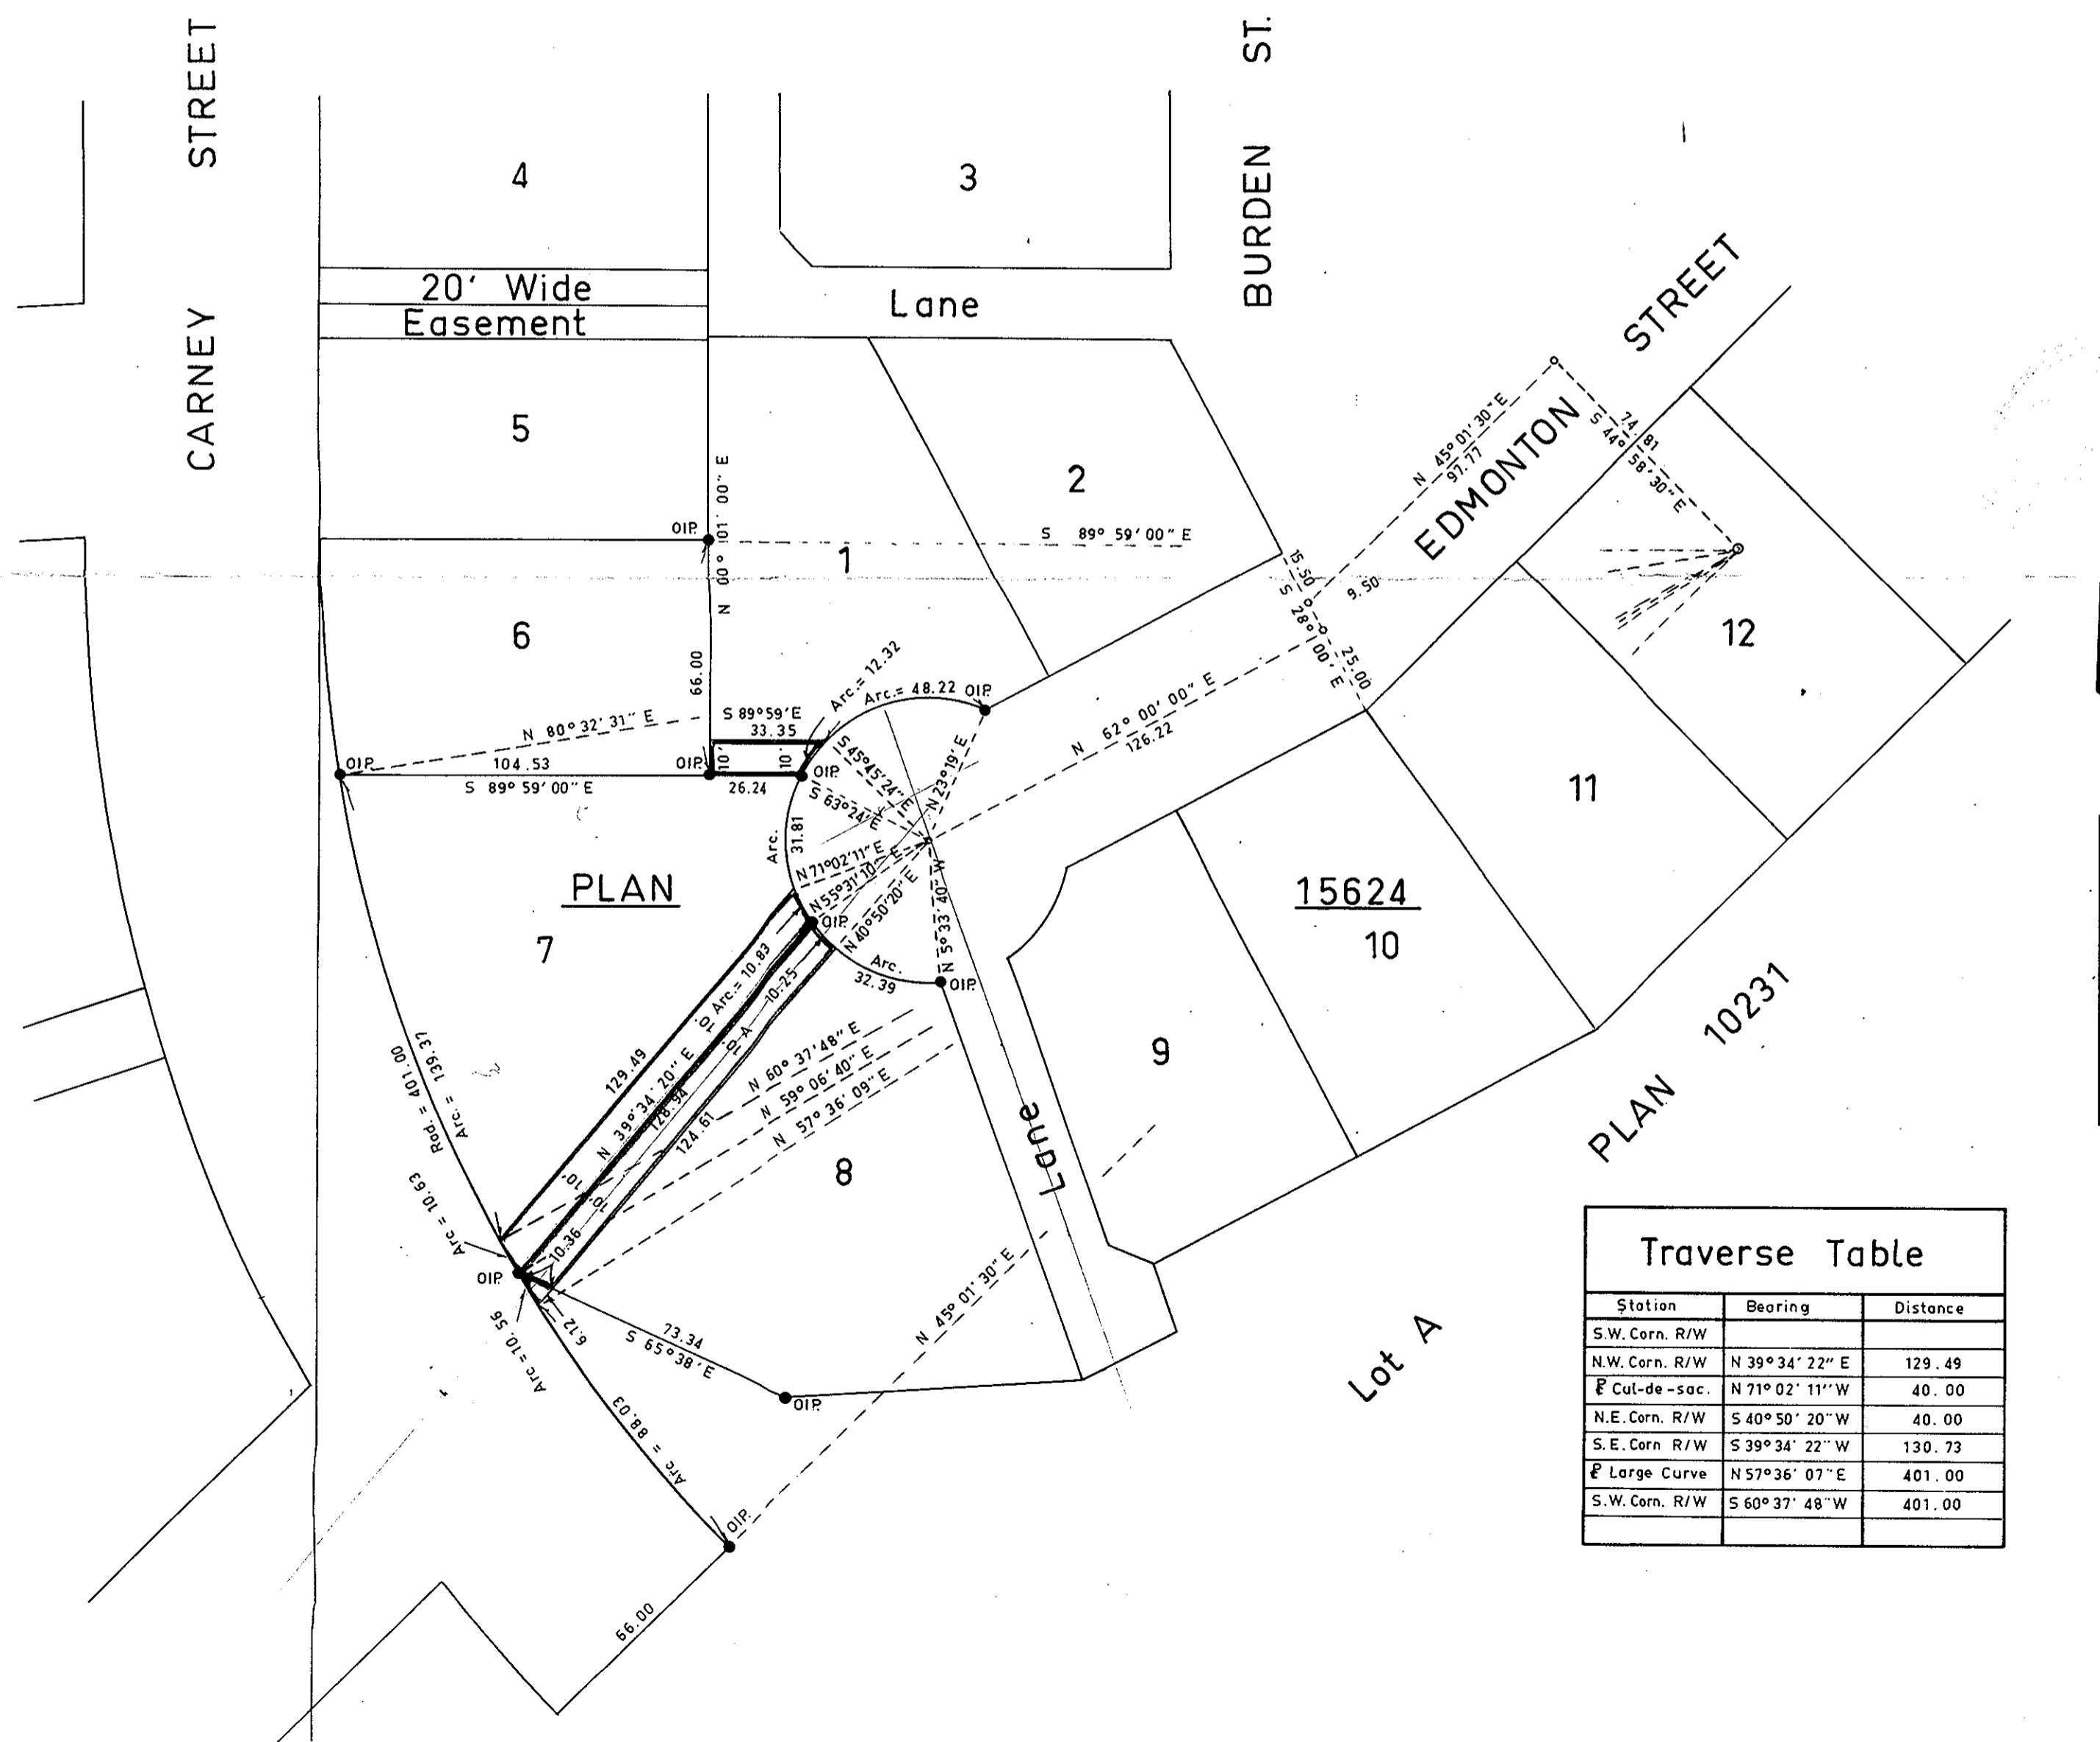 CARNEY STREET
BURDEN ST.
EDMONTON STREET
4
3
20' Wide
Easement
Lane
5
2
1
6
N 00° 10' 00" E
66.00
OIP.
S 89° 59' 00" E
N 45° 01' 30" E
97.77
74.81
S 44° 58' 30" E
15.50
9.50
S 28° 00' E
25.00
12
N 62° 00' 00" E
126.22
Arc.= 12.32
Arc.= 48.22
OIP.
S 89°59'E
33.35
10'
10'
26.24
N 80° 32' 31" E
OIP.
104.53
OIP.
S 89° 59' 00" E
OIP.
S 45°45'24" E
S 63°24' E
N 23°19' E
Arc.
31.81
N 71°02'11" E
N 55°31'10" E
N 40°50'20" E
N 5° 33' 40" W
OIP.
Arc.
32.39
OIP.
11
PLAN
7
15624
10
9
8
Lane
Arc.= 10.83
10.25
10'
10'
A
129.49
N 39° 34' 20" E
128.94
124.61
10'
10'
10.36
N 60° 37' 48" E
N 59° 06' 40" E
N 57° 36' 09" E
Rad. = 401.00
Arc. = 139.37
Arc = 10.63
OIP.
Arc = 10.56
6.12
73.34
S 65°38' E
OIP.
N 45° 01' 30" E
Arc = 88.03
OIP.
66.00
PLAN 10231
Lot A
Traverse Table
Station Bearing Distance
S.W. Corn. R/W
N.W. Corn. R/W N 39° 34' 22" E 129.49
Cul-de-sac. N 71° 02' 11" W 40.00
N.E. Corn. R/W S 40° 50' 20" W 40.00
S.E. Corn R/W S 39° 34' 22" W 130.73
Large Curve N 57° 36' 07" E 401.00
S.W. Corn. R/W S 60° 37' 48" W 401.00